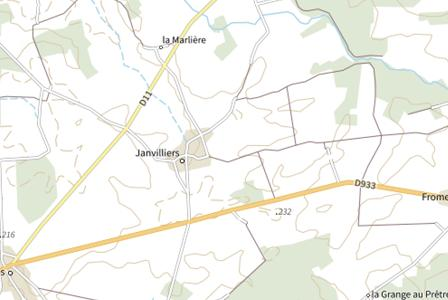 la Marlière
D11
Janvilliers
D933
.232
Frome
.216
s
la Grange au Prêtre